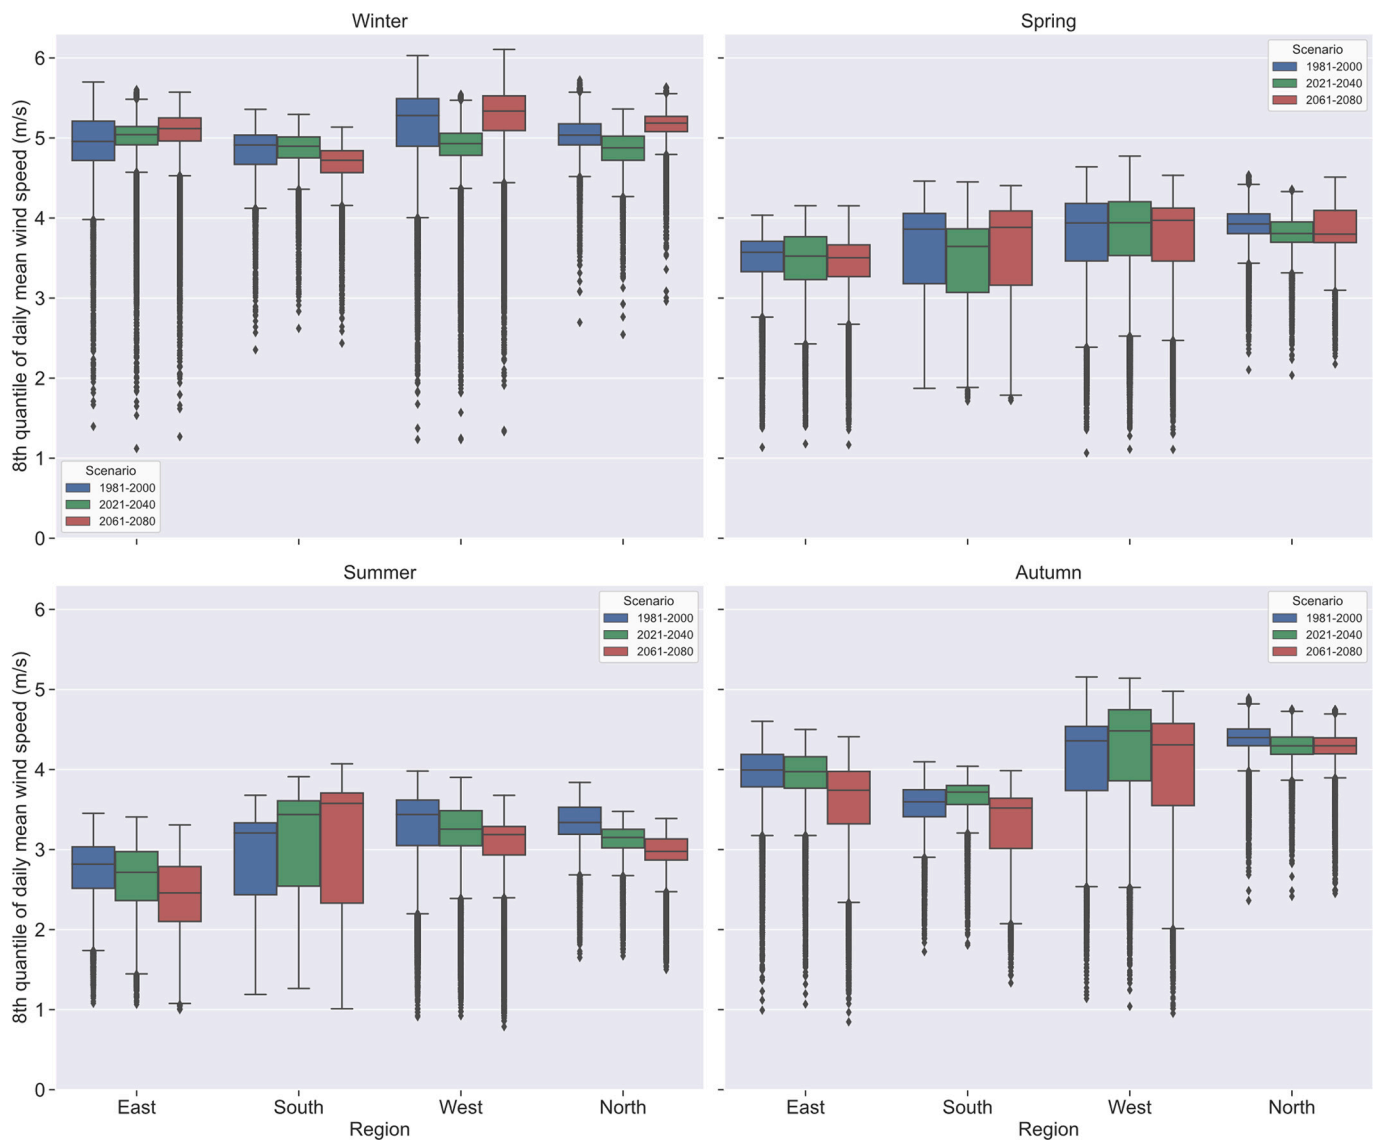 Winter
Spring
8th quantile of daily mean wind speed (m/s)
6
5
4
3
2
1
0
Scenario
1981-2000
2021-2040
2061-2080
Scenario
1981-2000
2021-2040
2061-2080
Summer
Autumn
8th quantile of daily mean wind speed (m/s)
6
5
4
3
2
1
0
Scenario
1981-2000
2021-2040
2061-2080
Scenario
1981-2000
2021-2040
2061-2080
East South West North
Region
East South West North
Region